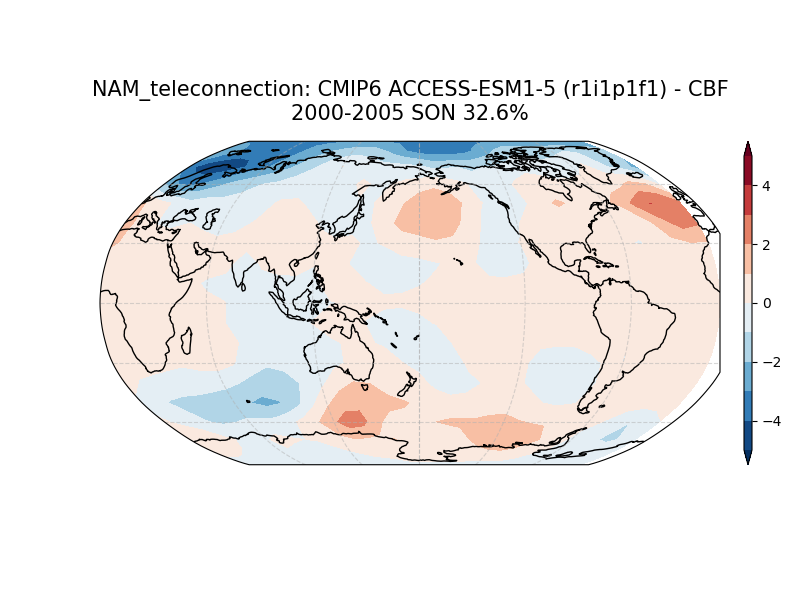 NAM_teleconnection: CMIP6 ACCESS-ESM1-5 (r1i1p1f1) - CBF
2000-2005 SON 32.6%
4
2
0
−2
−4